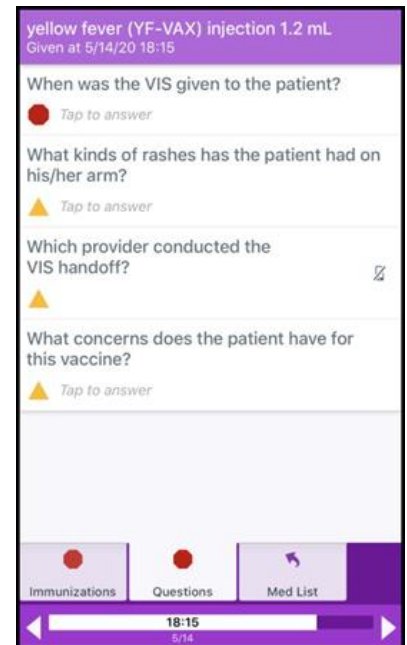 yellow fever (YF-VAX) injection 1.2 mL
Given at 5/14/20 18:15
When was the VIS given to the patient?
Tap to answer
What kinds of rashes has the patient had on
his/her arm?
Tap to answer
Which provider conducted the
VIS handoff?
What concerns does the patient have for
this vaccine?
Tap to answer
Immunizations Questions Med List
18:15
5/14